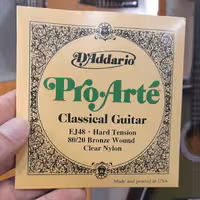 D'Addario
Pro•Arté
Classical Guitar
EJ48 • Hard Tension
80/20 Bronze Wound
Clear Nylon
Made and printed in USA